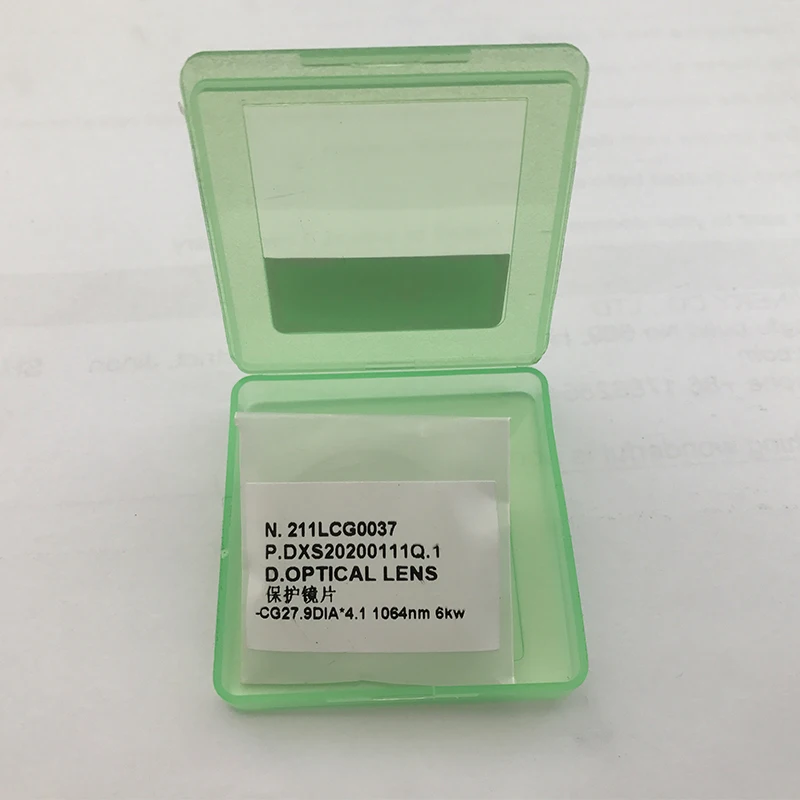 N. 211LCG0037
P.DXS20200111Q.1
D.OPTICAL LENS
保护镜片
-CG27.9DIA*4.1 1064nm 6kw